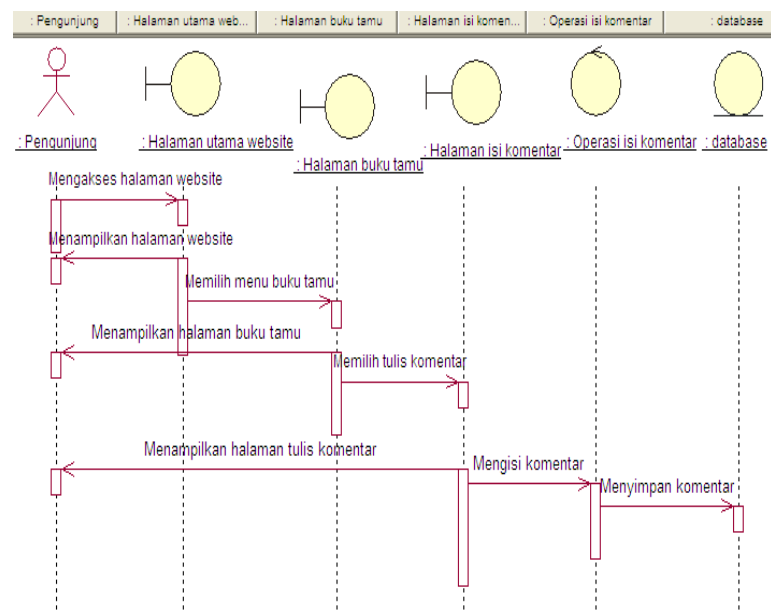 : Pengunjung
: Halaman utama web...
: Halaman buku tamu
: Halaman isi komen...
: Operasi isi komentar
: database
: Pengunjung
: Halaman utama website
: Halaman buku tamu
: Halaman isi komentar
: Operasi isi komentar
: database
Mengakses halaman website
Menampilkan halaman website
Memilih menu buku tamu
Menampilkan halaman buku tamu
Memilih tulis komentar
Menampilkan halaman tulis komentar
Mengisi komentar
Menyimpan komentar